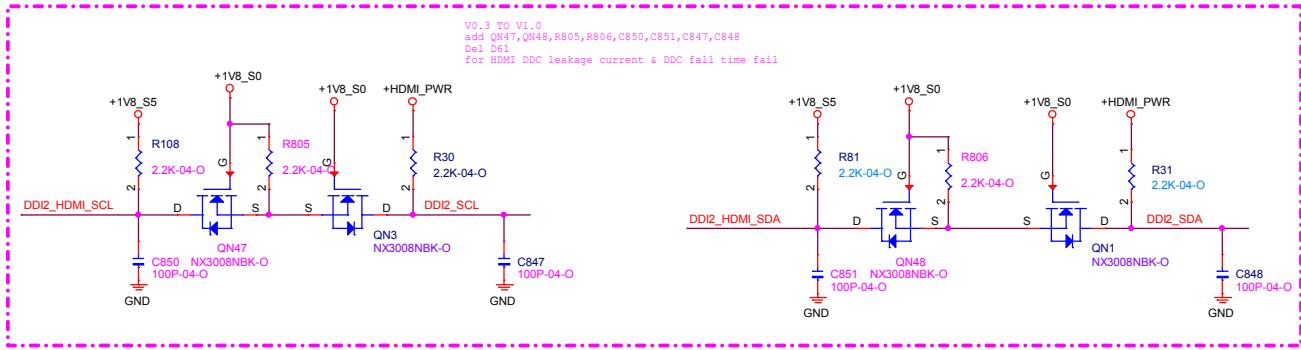 V0.3 TO V1.0
add QN47,QN48,R805,R806,C850,C851,C847,C848
Del D61
for HDMI DDC leakage current & DDC fall time fail
+1V8_S5
+1V8_S0
+1V8_S0
+HDMI_PWR
1
R108
2.2K-04-O
2
G
1
R805
2.2K-04-O
2
G
1
R30
2.2K-04-O
2
DDI2_HDMI_SCL
D
S
S
D
DDI2_SCL
QN47
NX3008NBK-O
QN3
NX3008NBK-O
C850
100P-04-O
GND
C847
100P-04-O
GND
+1V8_S5
+1V8_S0
+1V8_S0
+HDMI_PWR
1
R81
2.2K-04-O
2
G
1
R806
2.2K-04-O
2
G
1
R31
2.2K-04-O
2
DDI2_HDMI_SDA
D
S
S
D
DDI2_SDA
QN48
NX3008NBK-O
QN1
NX3008NBK-O
C851
100P-04-O
GND
C848
100P-04-O
GND